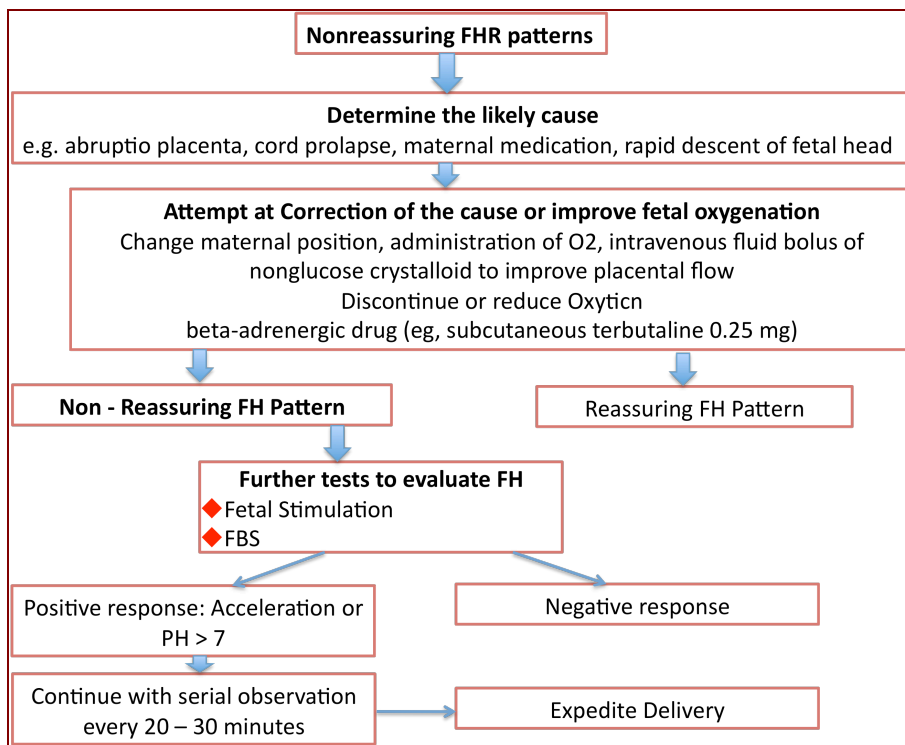 Nonreassuring FHR patterns
Determine the likely cause
e.g. abruptio placenta, cord prolapse, maternal medication, rapid descent of fetal head
Attempt at Correction of the cause or improve fetal oxygenation
Change maternal position, administration of O2, intravenous fluid bolus of
nonglucose crystalloid to improve placental flow
Discontinue or reduce Oxyticn
beta-adrenergic drug (eg, subcutaneous terbutaline 0.25 mg)
Non - Reassuring FH Pattern
Reassuring FH Pattern
Further tests to evaluate FH
Fetal Stimulation
FBS
Positive response: Acceleration or
PH > 7
Negative response
Continue with serial observation
every 20 – 30 minutes
Expedite Delivery